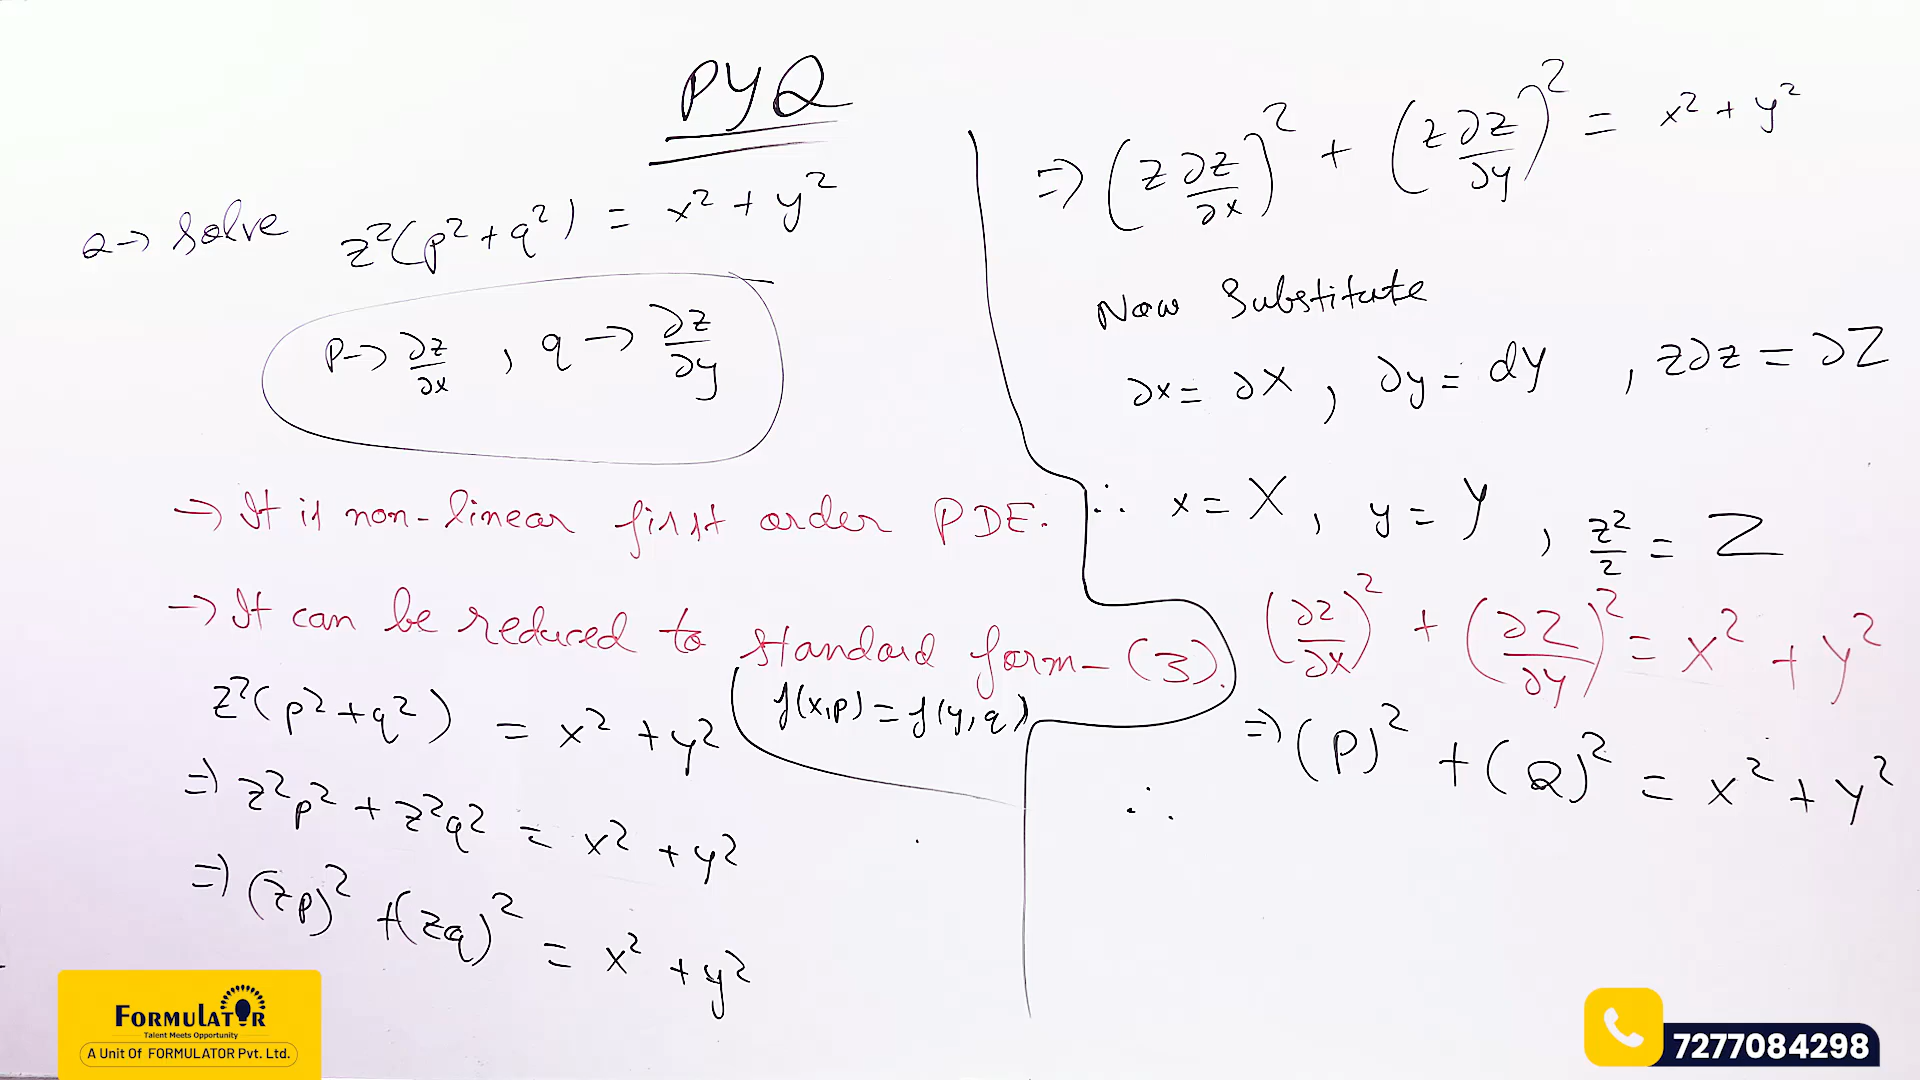 PYQ
Q→ Solve z²(p²+q²) = x² + y²
p→ ∂z/∂x , q → ∂z/∂y
→ It is non-linear first order PDE.
→ It can be reduced to standard form-(3).
f(x,p) = f(y,q)
z²(p²+q²) = x² + y²
⇒ z²p² + z²q² = x² + y²
⇒ (zp)² + (zq)² = x² + y²
⇒ (z ∂z/∂x)² + (z ∂z/∂y)² = x² + y²
Now Substitute
∂x = ∂X , ∂y = dY , z∂z = ∂Z
∴ x = X , y = Y , z²/2 = Z
(∂Z/∂X)² + (∂Z/∂Y)² = X² + Y²
⇒ (P)² + (Q)² = X² + Y²
∴
FORMULATOR
Talent Meets Opportunity
A Unit Of FORMULATOR Pvt. Ltd.
7277084298